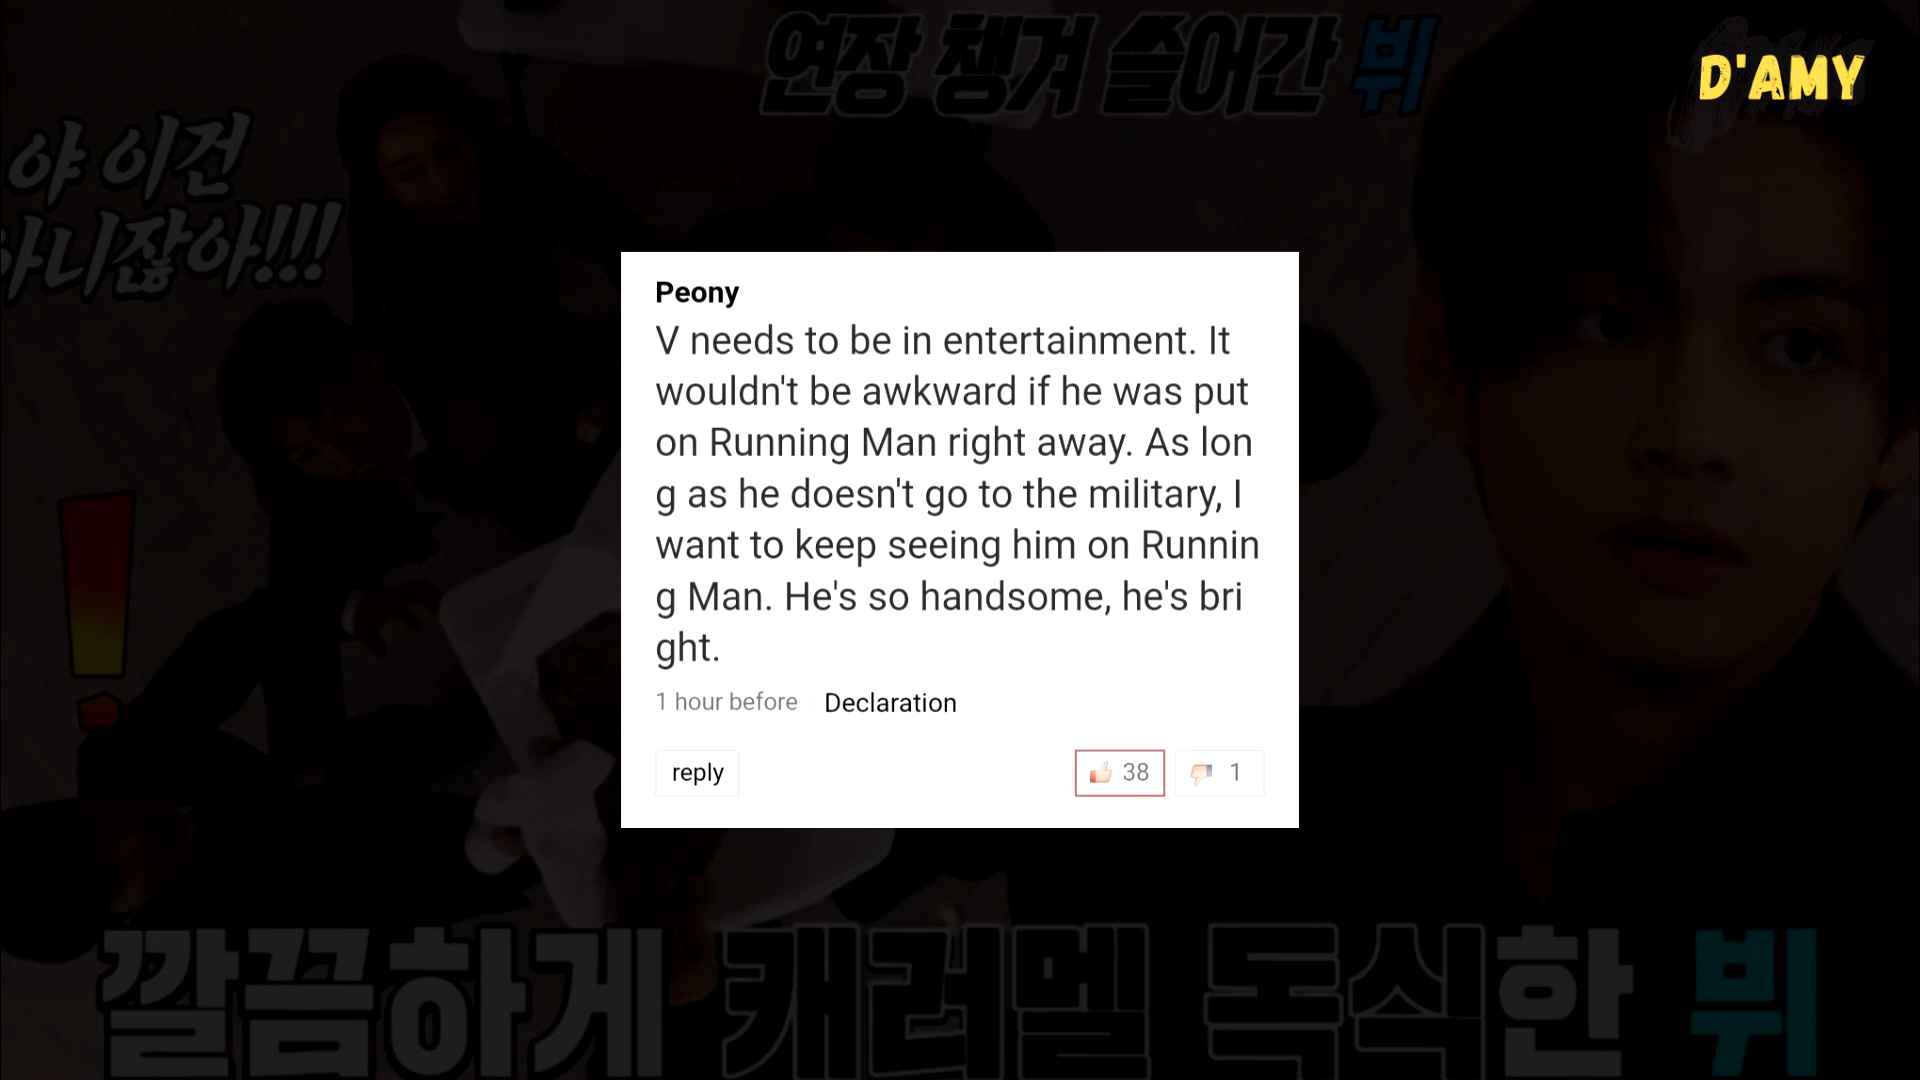 연장 챙겨 슬어간 뷔
D'AMY
야 이건
아니잖아!!!
Peony
V needs to be in entertainment. It
wouldn't be awkward if he was put
on Running Man right away. As lon
g as he doesn't go to the military, I
want to keep seeing him on Runnin
g Man. He's so handsome, he's bri
ght.
1 hour before Declaration
reply 38 1
깔끔하게 캐러멜 독식한 뷔